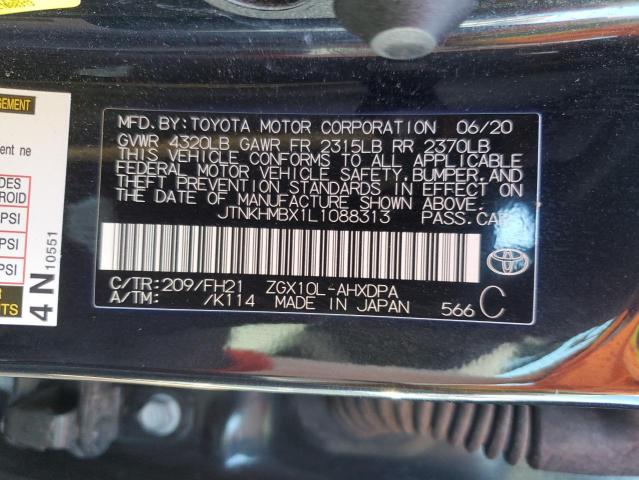 MFD.BY:TOYOTA MOTOR CORPORATION 06/20
GVWR 4320LB GAWR FR 2315LB RR 2370LB
THIS VEHICLE CONFORMS TO ALL APPLICABLE
FEDERAL MOTOR VEHICLE SAFETY,BUMPER,AND
THEFT PREVENTION STANDARDS IN EFFECT ON
THE DATE OF MANUFACTURE SHOWN ABOVE.
JTNKHMBX1L1088313 PASS.CAR
C/TR:209/FH21 ZGX10L-AHXDPA
A/TM: /K114 MADE IN JAPAN 566 C
ent ne
PSI
PSI
PSI
4N 10551